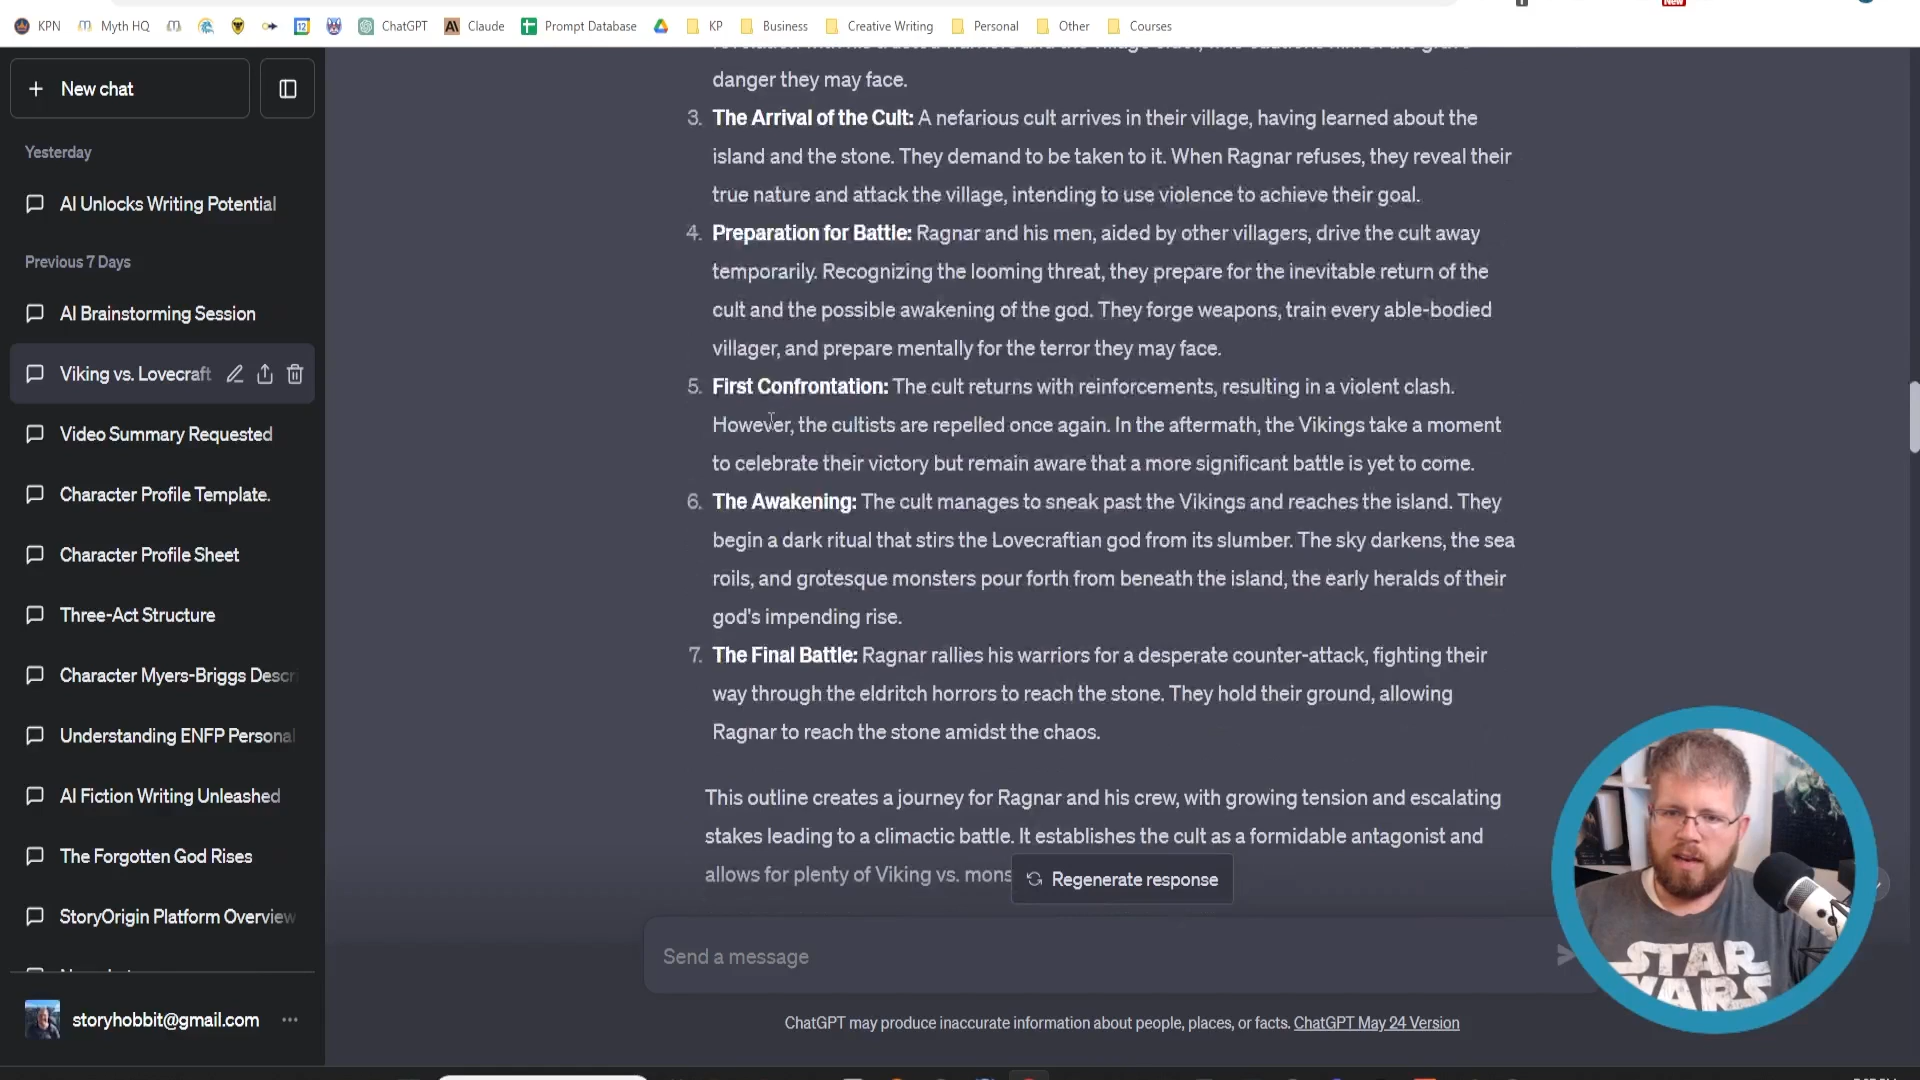 KPN
Myth HQ
12
ChatGPT
Claude
Prompt Database
KP
Business
Creative Writing
Personal
Other
Courses
New
+ New chat
Yesterday
AI Unlocks Writing Potential
Previous 7 Days
AI Brainstorming Session
Viking vs. Lovecraft
Video Summary Requested
Character Profile Template.
Character Profile Sheet
Three-Act Structure
Character Myers-Briggs Descri
Understanding ENFP Personal
AI Fiction Writing Unleashed
The Forgotten God Rises
StoryOrigin Platform Overview
storyhobbit@gmail.com
danger they may face.
3. The Arrival of the Cult: A nefarious cult arrives in their village, having learned about the
island and the stone. They demand to be taken to it. When Ragnar refuses, they reveal their
true nature and attack the village, intending to use violence to achieve their goal.
4. Preparation for Battle: Ragnar and his men, aided by other villagers, drive the cult away
temporarily. Recognizing the looming threat, they prepare for the inevitable return of the
cult and the possible awakening of the god. They forge weapons, train every able-bodied
villager, and prepare mentally for the terror they may face.
5. First Confrontation: The cult returns with reinforcements, resulting in a violent clash.
However, the cultists are repelled once again. In the aftermath, the Vikings take a moment
to celebrate their victory but remain aware that a more significant battle is yet to come.
6. The Awakening: The cult manages to sneak past the Vikings and reaches the island. They
begin a dark ritual that stirs the Lovecraftian god from its slumber. The sky darkens, the sea
roils, and grotesque monsters pour forth from beneath the island, the early heralds of their
god's impending rise.
7. The Final Battle: Ragnar rallies his warriors for a desperate counter-attack, fighting their
way through the eldritch horrors to reach the stone. They hold their ground, allowing
Ragnar to reach the stone amidst the chaos.
This outline creates a journey for Ragnar and his crew, with growing tension and escalating
stakes leading to a climactic battle. It establishes the cult as a formidable antagonist and
allows for plenty of Viking vs. mons
Regenerate response
Send a message
ChatGPT may produce inaccurate information about people, places, or facts. ChatGPT May 24 Version
STAR
WARS